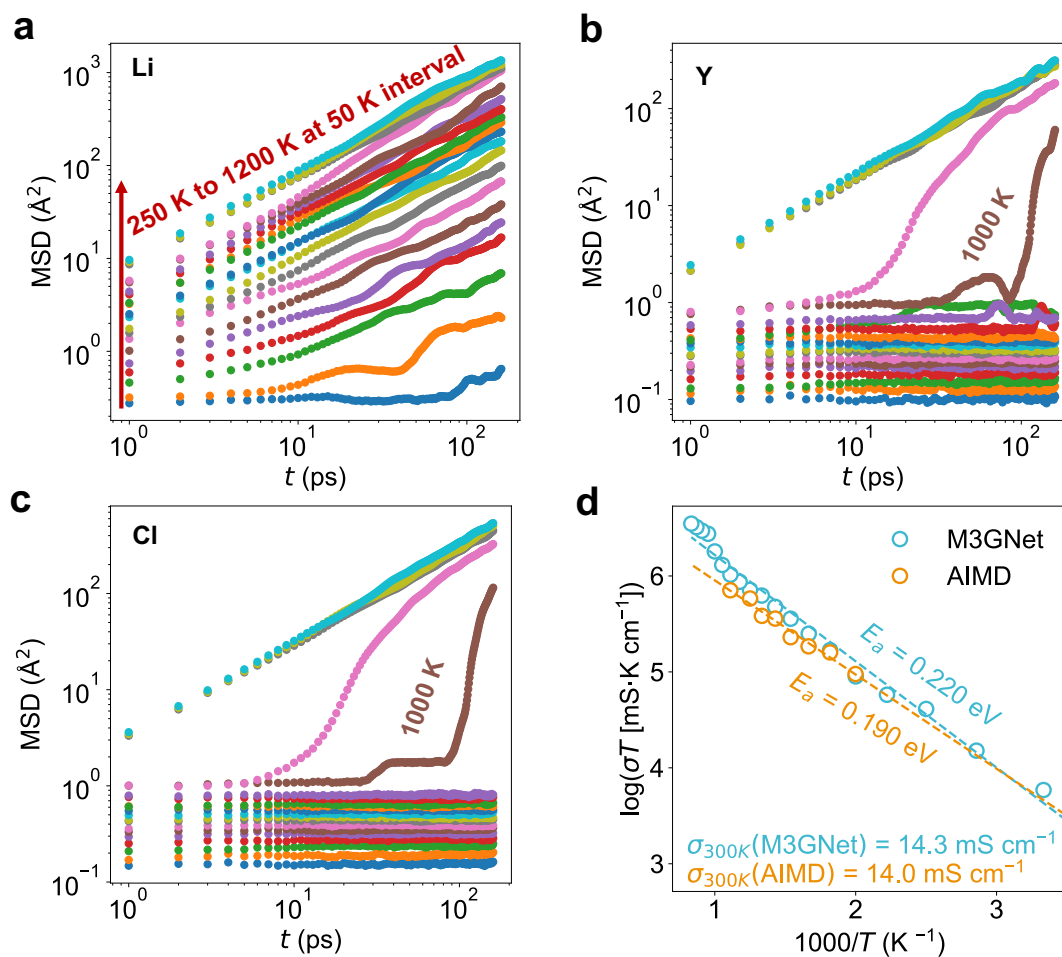 a
Li
250 K to 1200 K at 50 K interval
MSD (Å²)
10³
10²
10¹
10⁰
10⁰
10¹
10²
t (ps)
b
Y
1000 K
MSD (Å²)
10²
10¹
10⁰
10⁻¹
10⁰
10¹
10²
t (ps)
c
Cl
1000 K
MSD (Å²)
10²
10¹
10⁰
10⁻¹
10⁰
10¹
10²
t (ps)
d
M3GNet
AIMD
Eₐ = 0.220 eV
Eₐ = 0.190 eV
σ₃₀₀K(M3GNet) = 14.3 mS cm⁻¹
σ₃₀₀K(AIMD) = 14.0 mS cm⁻¹
log(σT [mS·K cm⁻¹])
6
5
4
3
1
2
3
1000/T (K⁻¹)